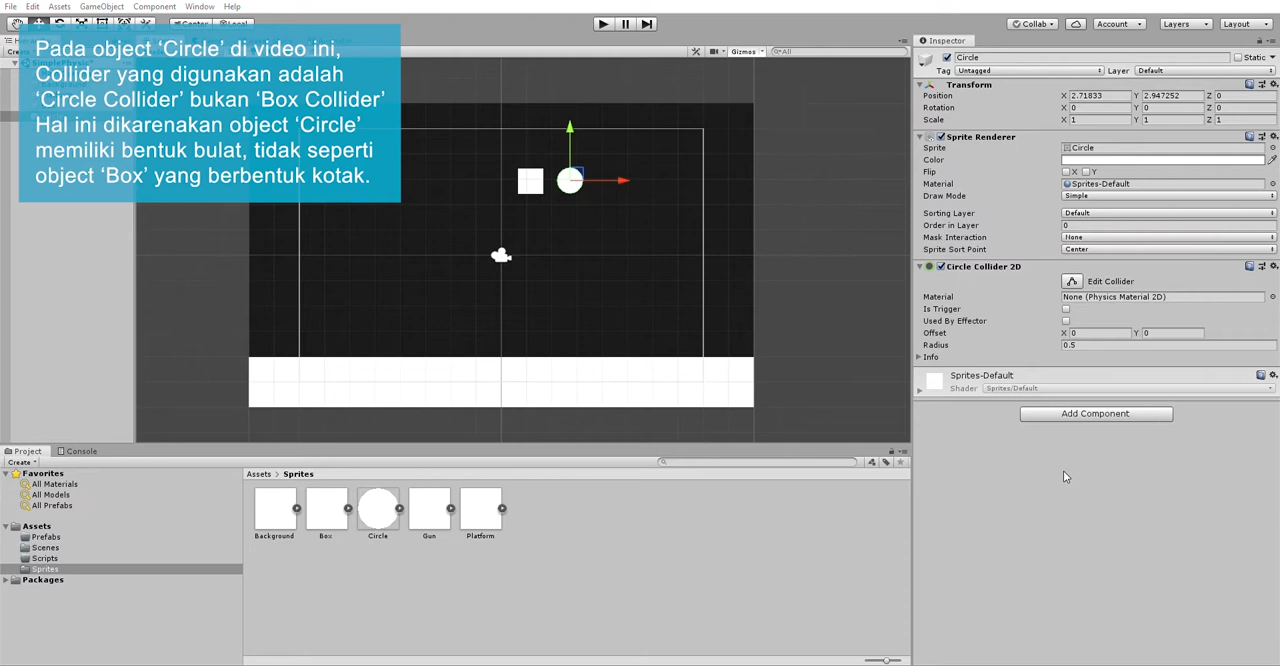 File Edit Assets GameObject Component Window Help
Center Local
Collab Account Layers Layout
Pada object ‘Circle’ di video ini,
Collider yang digunakan adalah
‘Circle Collider’ bukan ‘Box Collider’
Hal ini dikarenakan object ‘Circle’
memiliki bentuk bulat, tidak seperti
object ‘Box’ yang berbentuk kotak.
Gizmos All
Inspector
Circle Static
Tag Untagged Layer Default
Transform
Position X 2.71833 Y 2.947252 Z 0
Rotation X 0 Y 0 Z 0
Scale X 1 Y 1 Z 1
Sprite Renderer
Sprite Circle
Color
Flip X Y
Material Sprites-Default
Draw Mode Simple
Sorting Layer Default
Order in Layer 0
Mask Interaction None
Sprite Sort Point Center
Circle Collider 2D
Edit Collider
Material None (Physics Material 2D)
Is Trigger
Used By Effector
Offset X 0 Y 0
Radius 0.5
Info
Sprites-Default
Shader Sprites/Default
Add Component
Project Console
Create
Favorites
All Materials
All Models
All Prefabs
Assets
Prefabs
Scenes
Scripts
Sprites
Packages
Assets Sprites
Background Box Circle Gun Platform